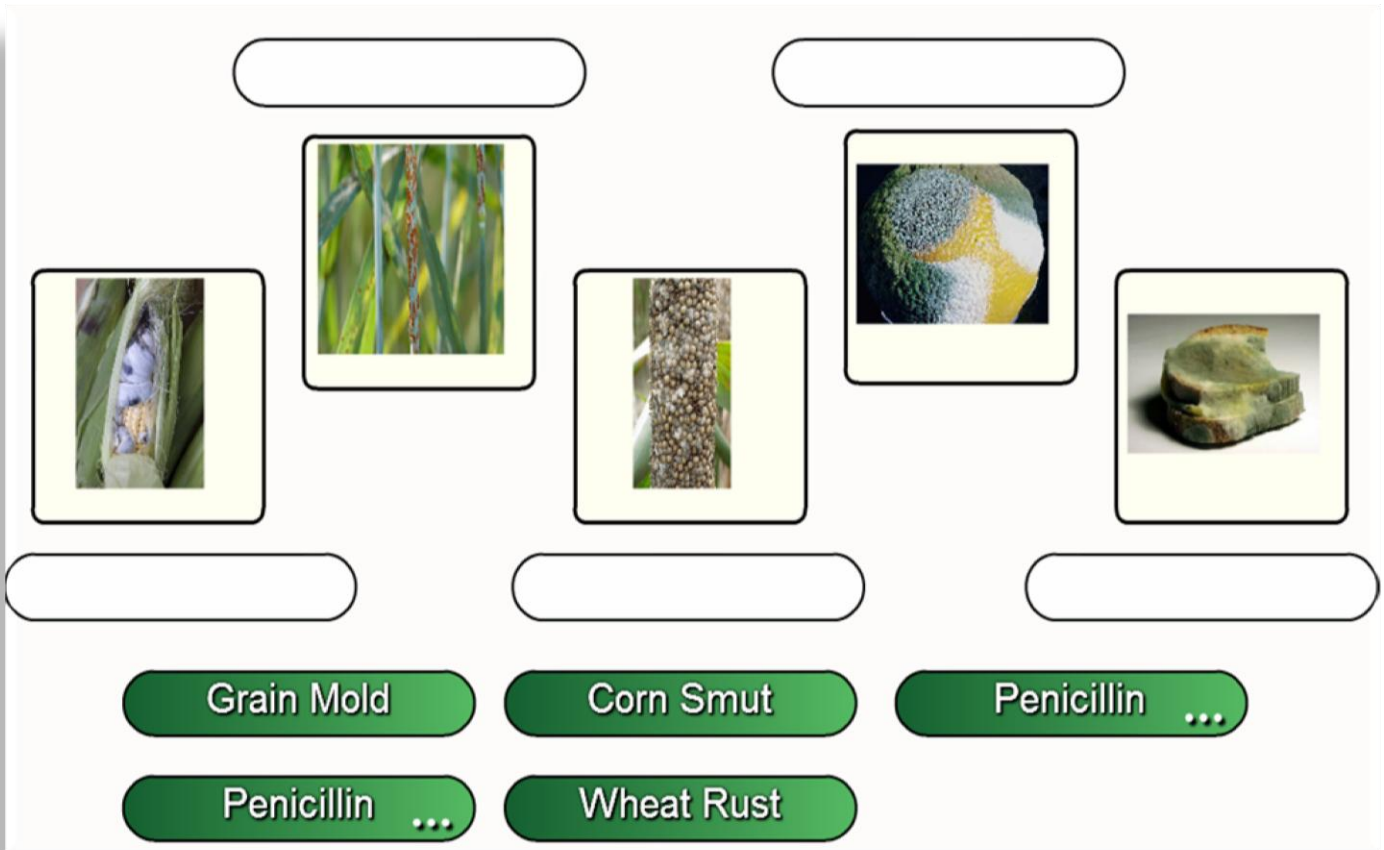 Grain Mold
Corn Smut
Penicillin ...
Penicillin ...
Wheat Rust